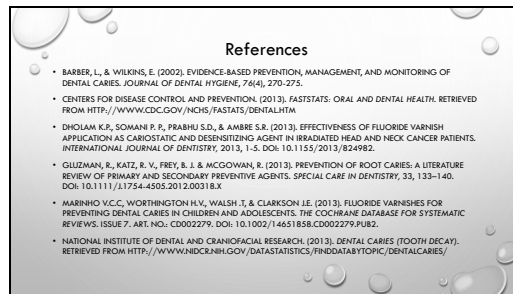 References
• BARBER, L., & WILKINS, E. (2002). EVIDENCE-BASED PREVENTION, MANAGEMENT, AND MONITORING OF
DENTAL CARIES. JOURNAL OF DENTAL HYGIENE, 76(4), 270-275.
• CENTERS FOR DISEASE CONTROL AND PREVENTION. (2013). FASTSTATS: ORAL AND DENTAL HEALTH. RETRIEVED
FROM HTTP://WWW.CDC.GOV/NCHS/FASTATS/DENTAL.HTM
• DHOLAM K.P., SOMANI P. P., PRABHU S.D., & AMBRE S.R. (2013). EFFECTIVENESS OF FLUORIDE VARNISH
APPLICATION AS CARIOSTATIC AND DESENSITIZING AGENT IN IRRADIATED HEAD AND NECK CANCER PATIENTS.
INTERNATIONAL JOURNAL OF DENTISTRY, 2013, 1-5. DOI: 10.1155/2013/824982.
• GLUZMAN, R., KATZ, R. V., FREY, B. J. & MCGOWAN, R. (2013). PREVENTION OF ROOT CARIES: A LITERATURE
REVIEW OF PRIMARY AND SECONDARY PREVENTIVE AGENTS. SPECIAL CARE IN DENTISTRY, 33, 133–140.
DOI: 10.1111/J.1754-4505.2012.00318.X
• MARINHO V.C.C, WORTHINGTON H.V., WALSH .T, & CLARKSON J.E. (2013). FLUORIDE VARNISHES FOR
PREVENTING DENTAL CARIES IN CHILDREN AND ADOLESCENTS. THE COCHRANE DATABASE FOR SYSTEMATIC
REVIEWS. ISSUE 7. ART. NO.: CD002279. DOI: 10.1002/14651858.CD002279.PUB2.
• NATIONAL INSTITUTE OF DENTAL AND CRANIOFACIAL RESEARCH. (2013). DENTAL CARIES (TOOTH DECAY).
RETRIEVED FROM HTTP://WWW.NIDCR.NIH.GOV/DATASTATISTICS/FINDDATABYTOPIC/DENTALCARIES/